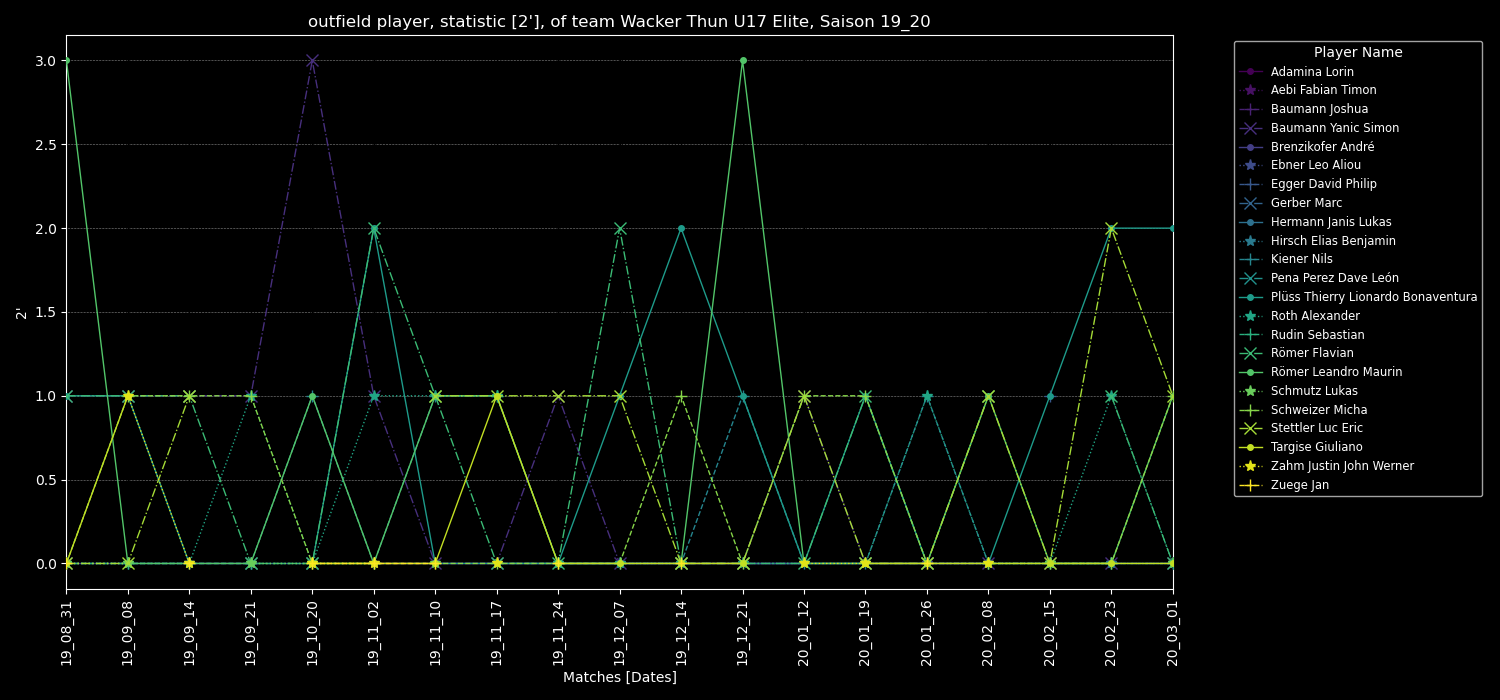 outfield player, statistic [2'], of team Wacker Thun U17 Elite, Saison 19_20
2'
3.0
2.5
2.0
1.5
1.0
0.5
0.0
19_08_31
19_09_08
19_09_14
19_09_21
19_10_20
19_11_02
19_11_10
19_11_17
19_11_24
19_12_07
19_12_14
19_12_21
20_01_12
20_01_19
20_01_26
20_02_08
20_02_15
20_02_23
20_03_01
Matches [Dates]
Player Name
Adamina Lorin
Aebi Fabian Timon
Baumann Joshua
Baumann Yanic Simon
Brenzikofer André
Ebner Leo Aliou
Egger David Philip
Gerber Marc
Hermann Janis Lukas
Hirsch Elias Benjamin
Kiener Nils
Pena Perez Dave León
Plüss Thierry Lionardo Bonaventura
Roth Alexander
Rudin Sebastian
Römer Flavian
Römer Leandro Maurin
Schmutz Lukas
Schweizer Micha
Stettler Luc Eric
Targise Giuliano
Zahm Justin John Werner
Zuege Jan